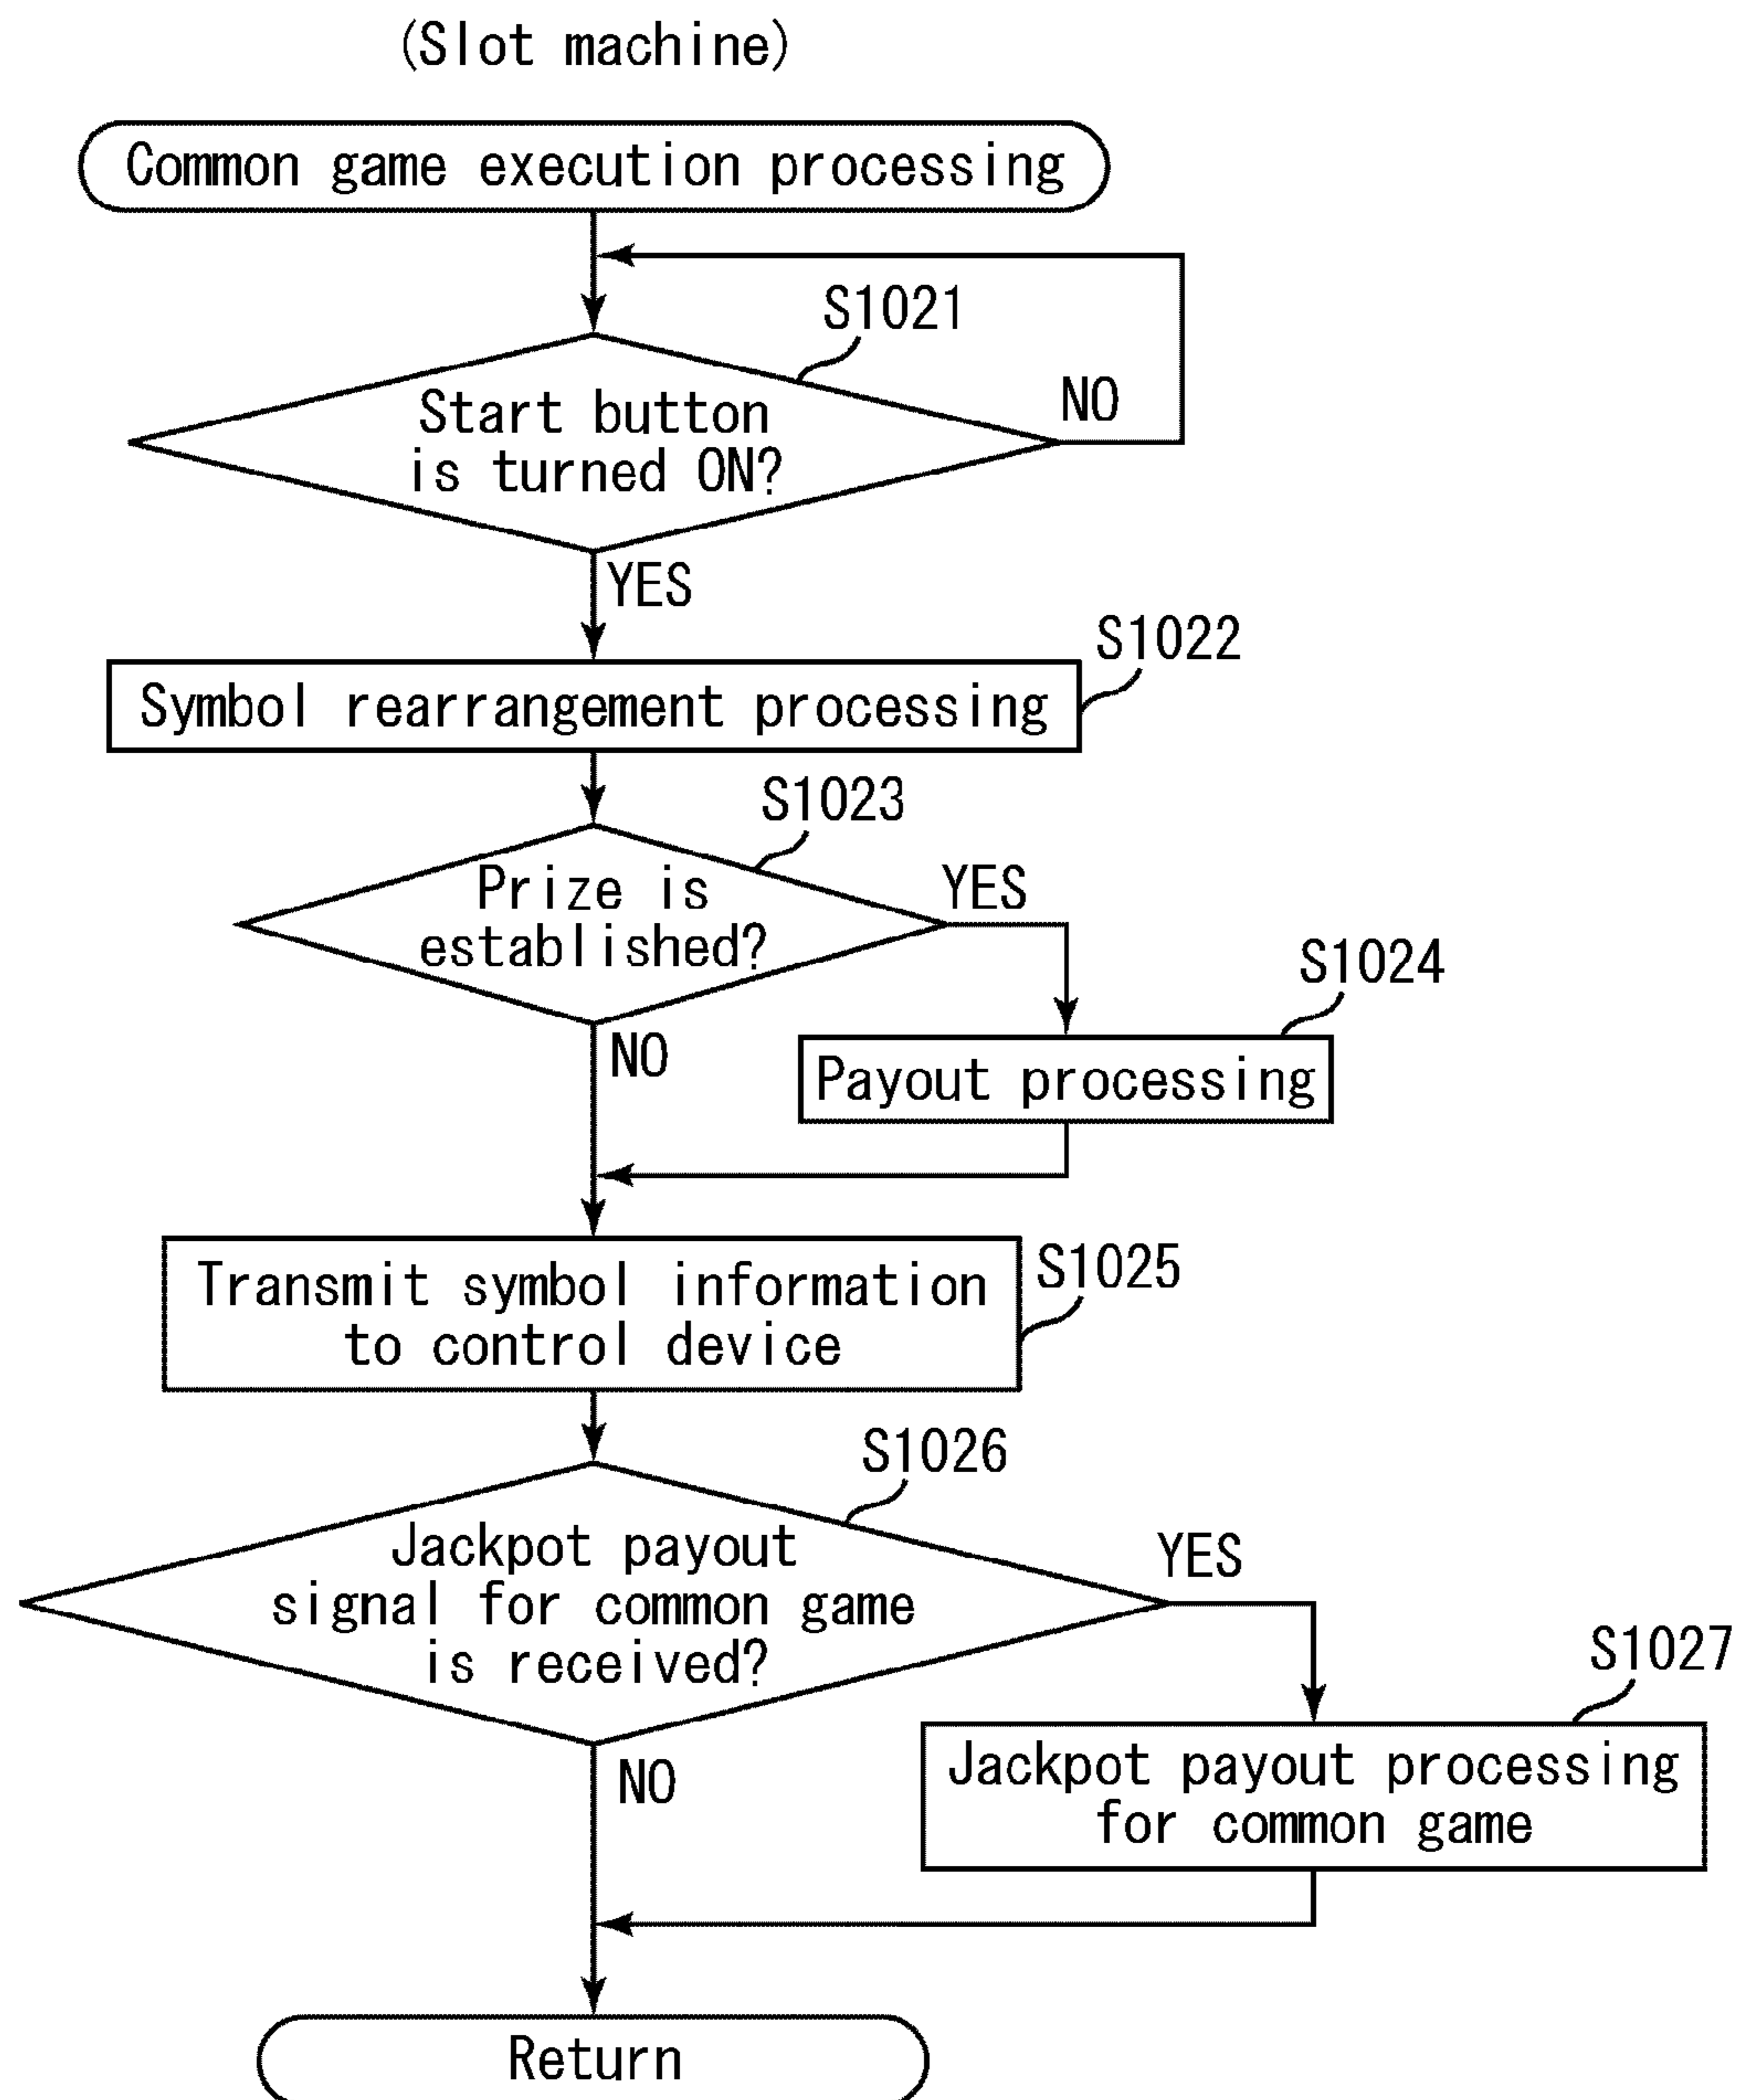 (Slot machine)
Common game execution processing
S1021
Start button
is turned ON?
NO
YES
S1022
Symbol rearrangement processing
S1023
Prize is
established?
YES
NO
S1024
Payout processing
S1025
Transmit symbol information
to control device
S1026
Jackpot payout
signal for common game
is received?
YES
NO
S1027
Jackpot payout processing
for common game
Return